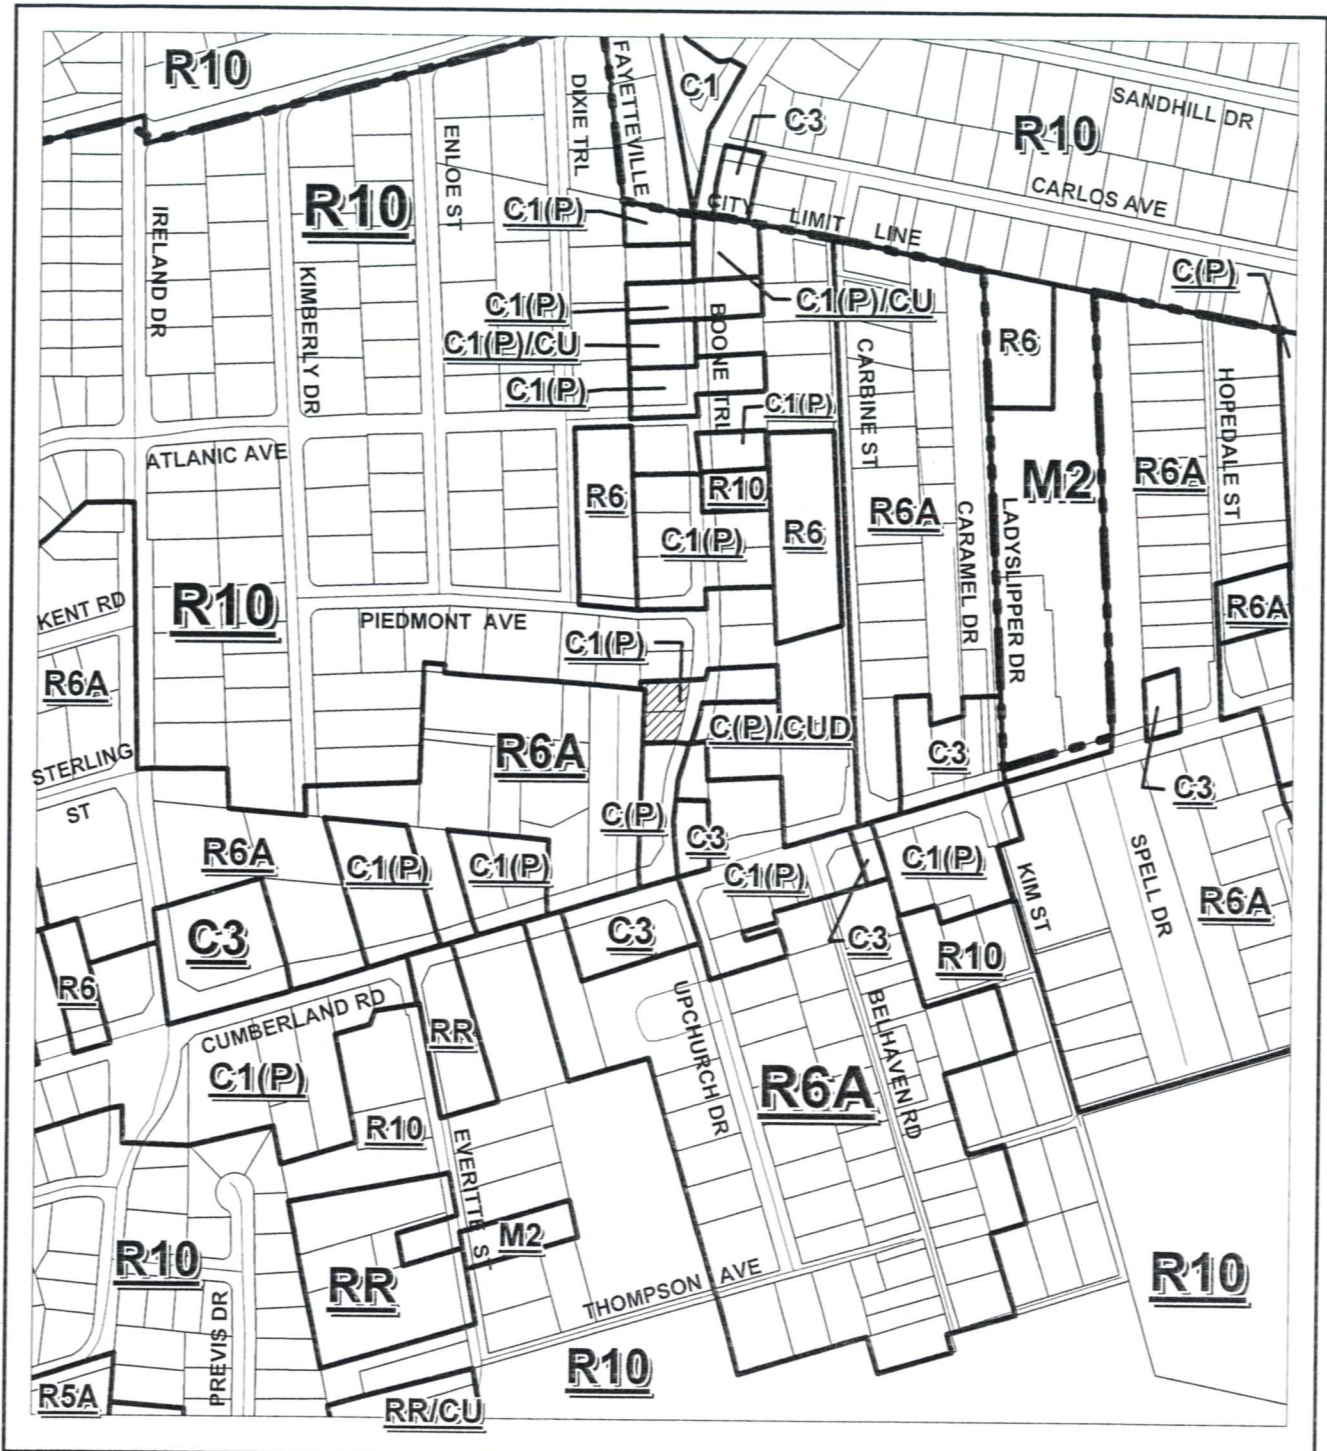 R10
C1
SANDHILL DR
C3
R10
FAYETTEVILLE
DIXIE TRL
ENLOE ST
CARLOS AVE
R10
C1(P)
CITY LIMIT LINE
IRELAND DR
KIMBERLY DR
C(P)
C1(P)
C1(P)/CU
BOONE TRL
C1(P)/CU
R6
CARBINE ST
C1(P)
C1(P)
HOPEDALE ST
ATLANIC AVE
M2
R6A
R6
R10
R6A
C1(P)
R6
CARAMEL DR
LADYSLIPPER DR
KENT RD
R10
PIEDMONT AVE
R6A
C1(P)
R6A
C(P)/CUD
STERLING ST
R6A
C3
C3
C(P)
C3
R6A
C1(P)
C1(P)
C1(P)
C1(P)
KIM ST
SPELL DR
R6A
C3
C3
C3
R10
R6
CUMBERLAND RD
RR
UPCHURCH DR
BELHAVEN RD
C1(P)
R6A
R10
EVERITTE ST
M2
R10
RR
R10
THOMPSON AVE
PREVIS DR
R10
R5A
RR/CU